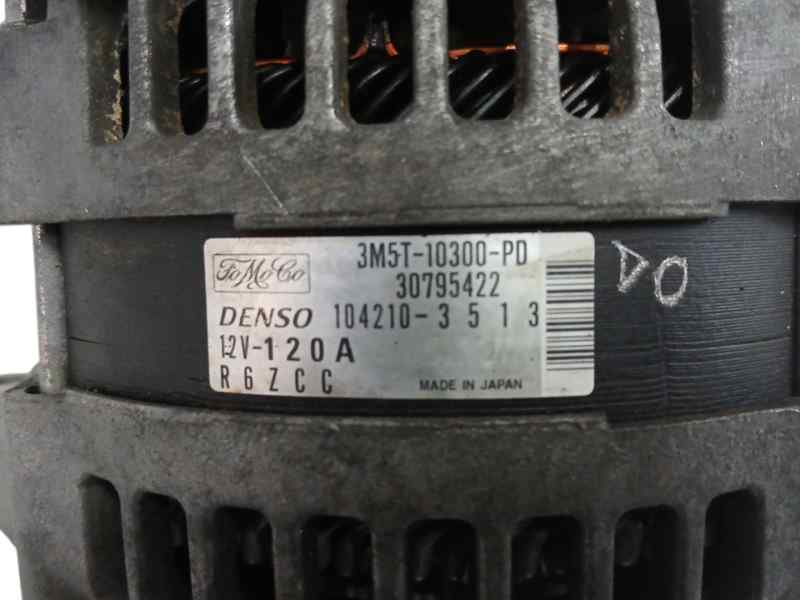 FoMoCo
3M5T-10300-PD
30795422
DENSO 104210-3513
12V-120A
R6ZCC
MADE IN JAPAN
DO